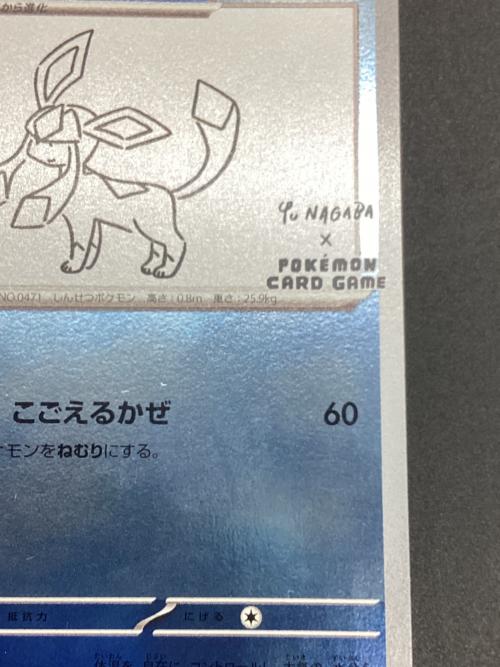 から進化
Yu NAGABA
×
POKÉMON
CARD GAME
NO.0471 しんせつポケモン 高さ：0.8m 重さ：25.9kg
こごえるかぜ 60
モンをねむりにする。
抵抗力 にげる